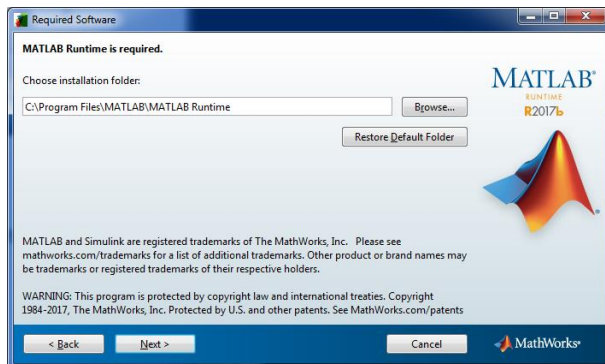 Required Software
MATLAB Runtime is required.
Choose installation folder:
C:\Program Files\MATLAB\MATLAB Runtime
Browse...
Restore Default Folder
MATLAB®
RUNTIME
R2017b
MATLAB and Simulink are registered trademarks of The MathWorks, Inc. Please see
mathworks.com/trademarks for a list of additional trademarks. Other product or brand names may
be trademarks or registered trademarks of their respective holders.
WARNING: This program is protected by copyright law and international treaties. Copyright
1984-2017, The MathWorks, Inc. Protected by U.S. and other patents. See MathWorks.com/patents
< Back
Next >
Cancel
MathWorks®